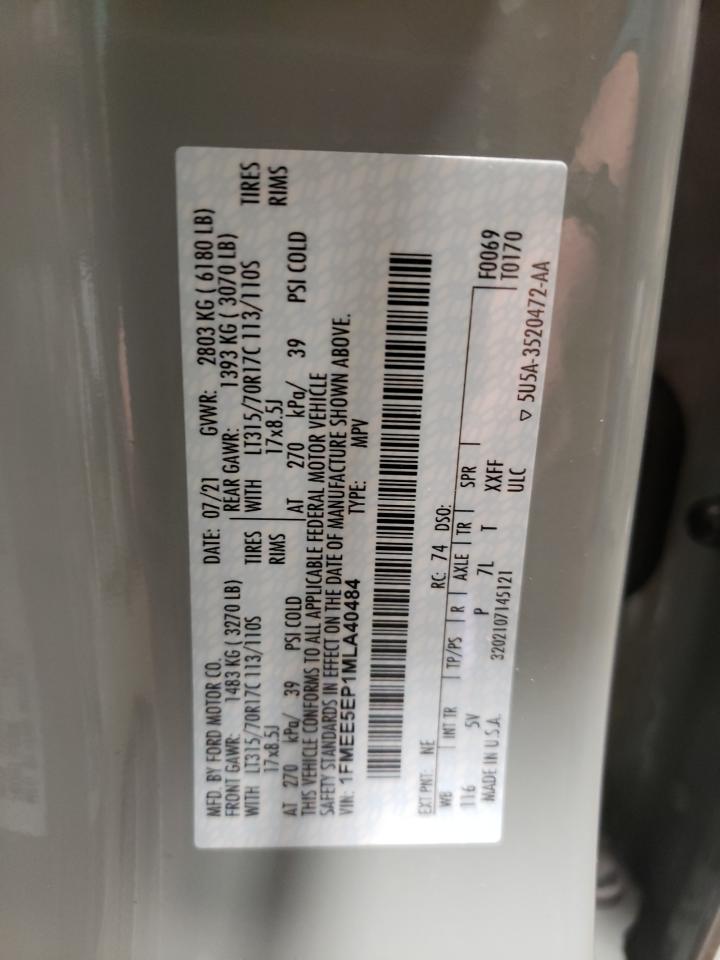 MFD. BY FORD MOTOR CO. DATE: 07/21 GVWR: 2803 KG ( 6180 LB)
FRONT GAWR: 1483 KG ( 3270 LB) REAR GAWR: 1393 KG ( 3070 LB)
WITH LT315/70R17C 113/110S TIRES WITH LT315/70R17C 113/110S TIRES
17x8.5J RIMS 17x8.5J RIMS
AT 270 kPa/ 39 PSI COLD AT 270 kPa/ 39 PSI COLD
THIS VEHICLE CONFORMS TO ALL APPLICABLE FEDERAL MOTOR VEHICLE
SAFETY STANDARDS IN EFFECT ON THE DATE OF MANUFACTURE SHOWN ABOVE.
VIN: 1FMEE5EP1MLA40484 TYPE: MPV
EXT PNT: NE RC: 74 DSO:
WB INT TR TP/PS R AXLE TR SPR F0069
116 5V P 7L T XXFF T0170
MADE IN U.S.A. 3202107145121 ULC
▽ 5U5A-3520472-AA